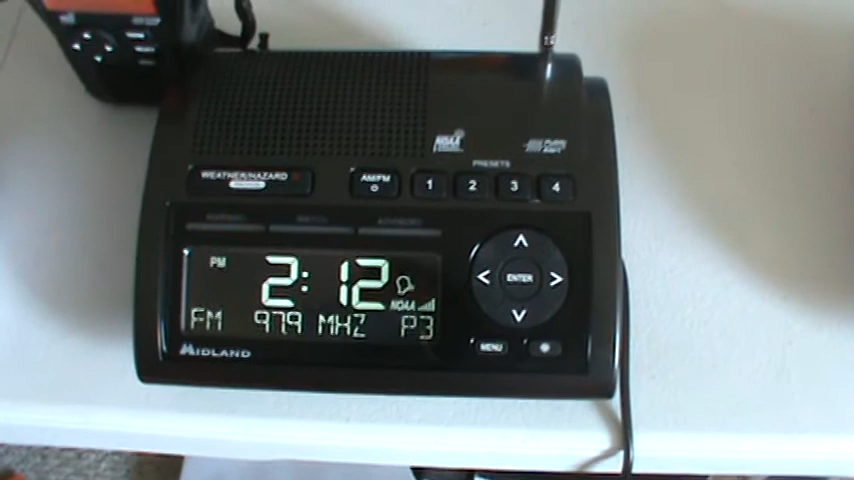 NOAA
PRESETS
WEATHER/HAZARD
AM/FM
1 2 3 4
PM
2:12
NOAA
FM 97.9 MHZ P3
ENTER
MIDLAND
MENU